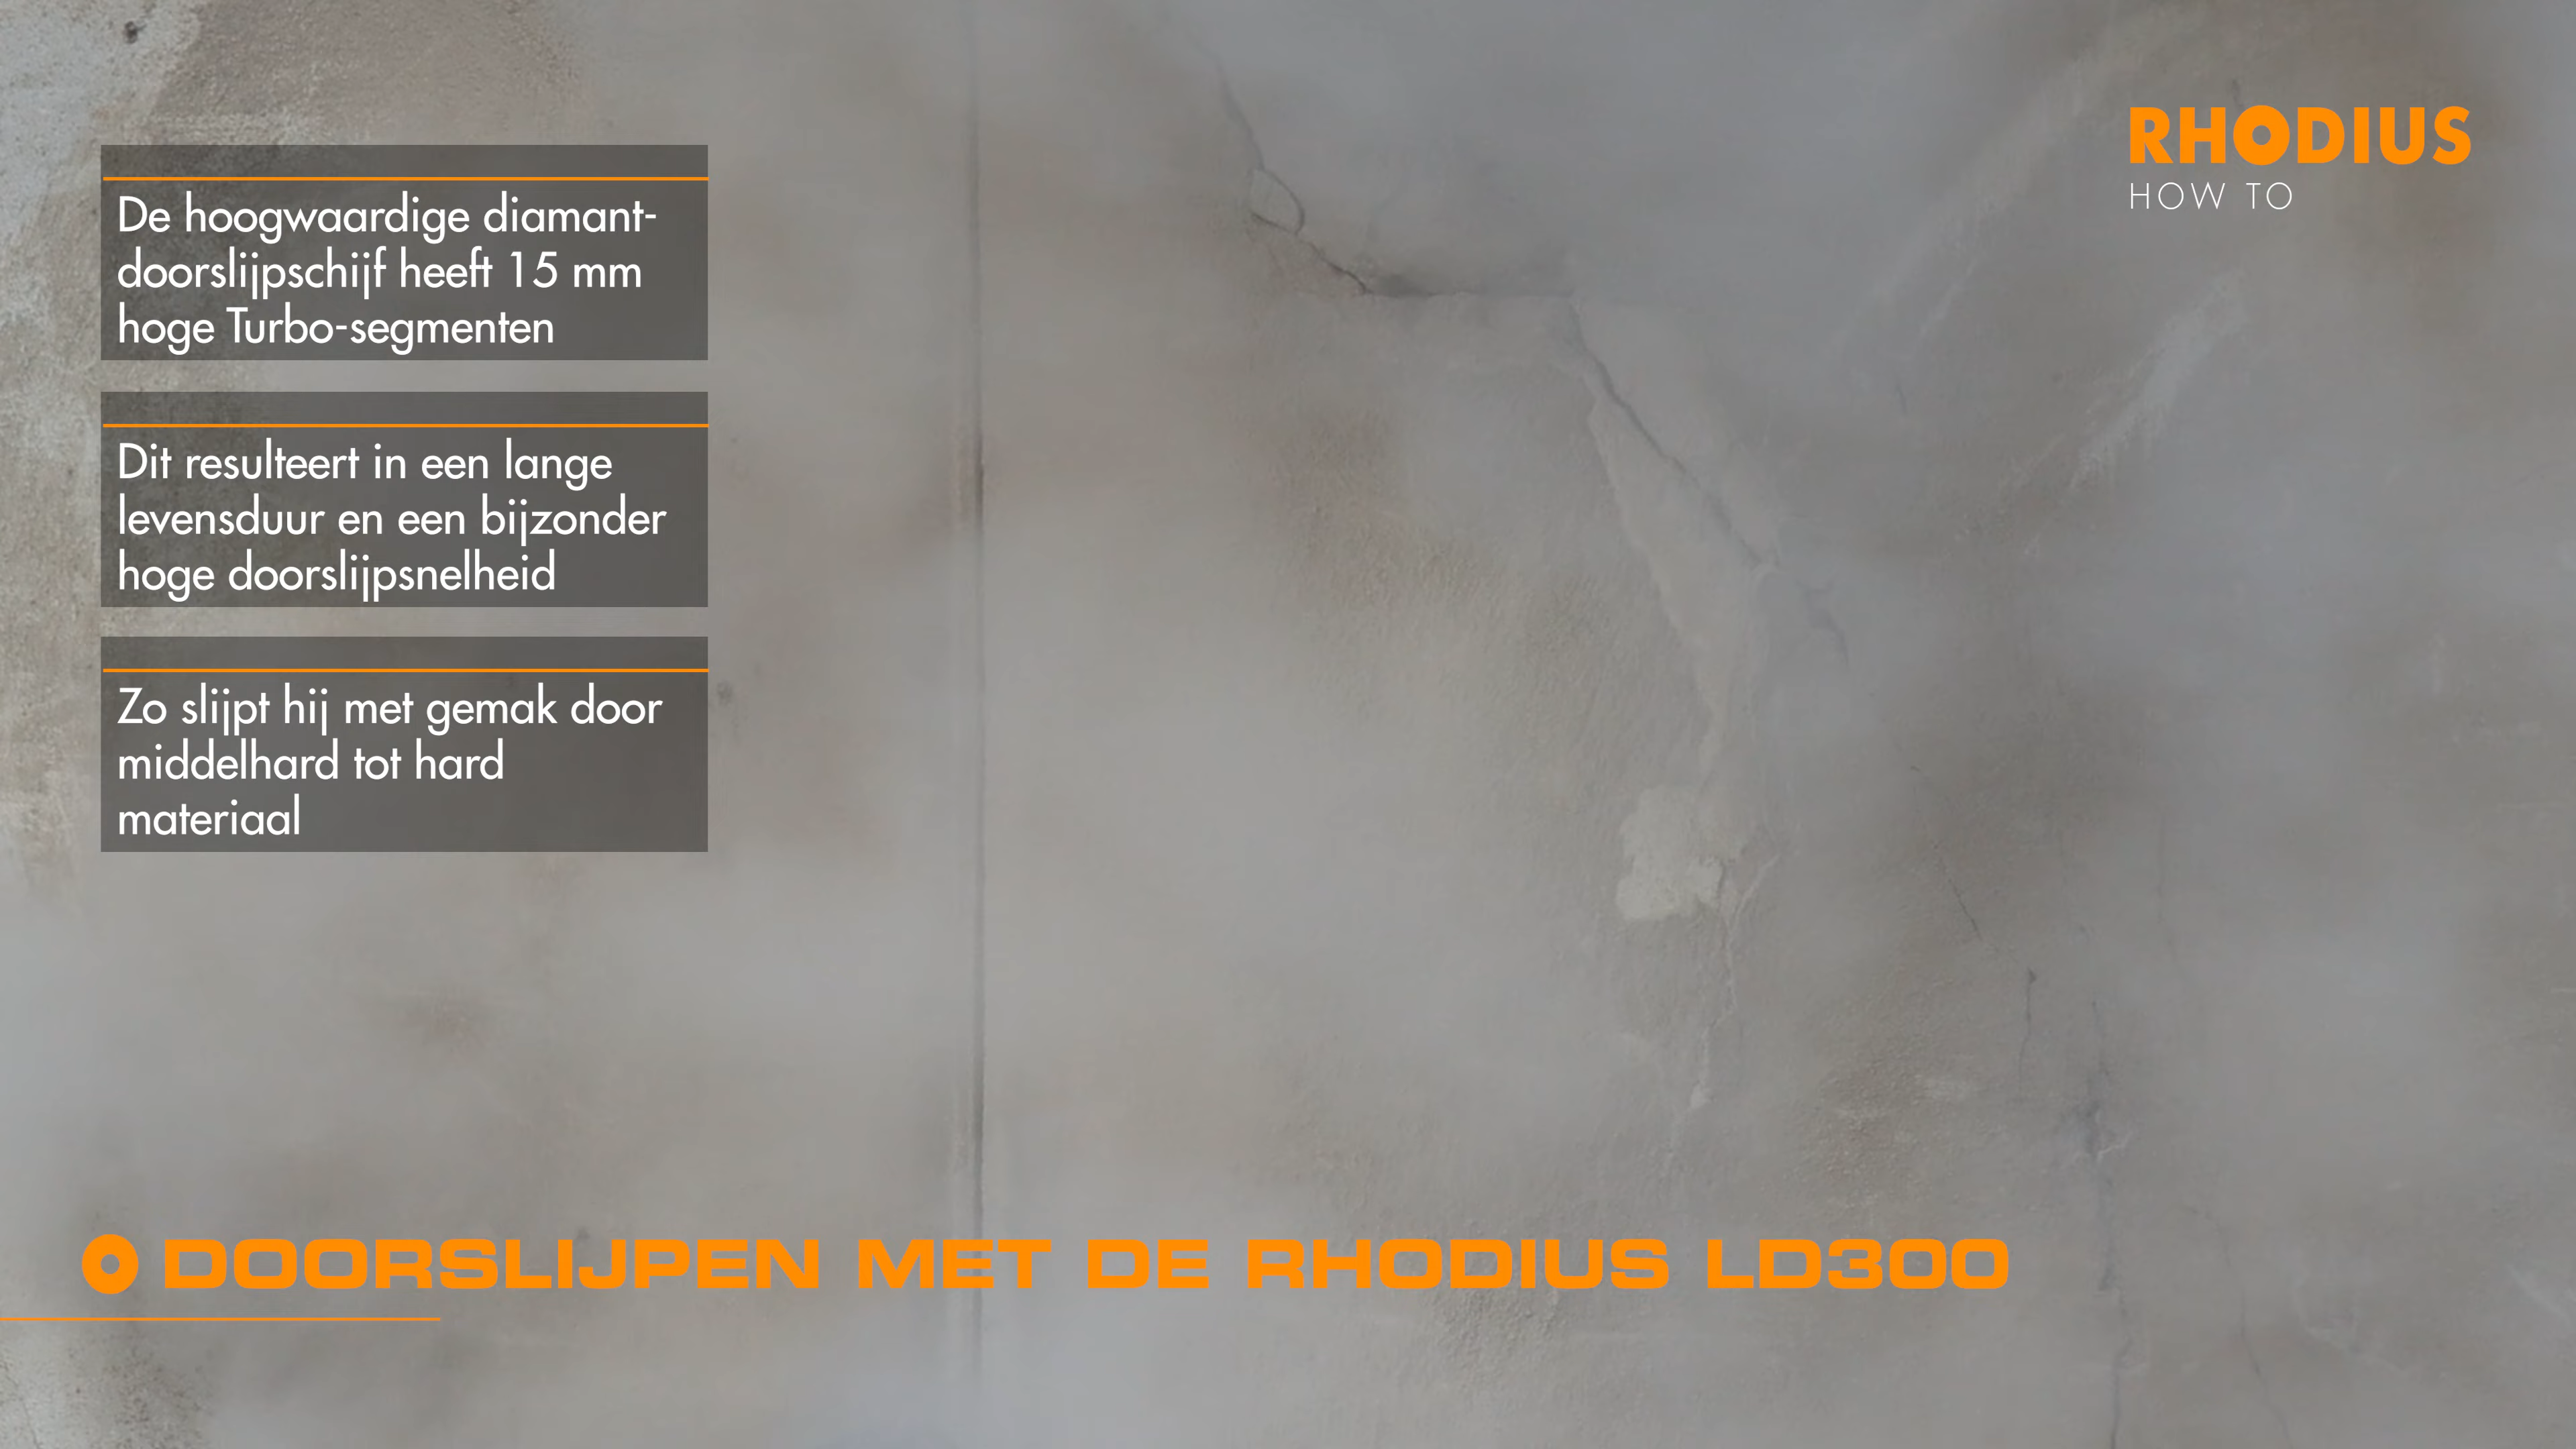 RHODIUS
HOW TO
De hoogwaardige diamant-
doorslijpschijf heeft 15 mm
hoge Turbo-segmenten
Dit resulteert in een lange
levensduur en een bijzonder
hoge doorslijpsnelheid
Zo slijpt hij met gemak door
middelhard tot hard
materiaal
DOORSLIJPEN MET DE RHODIUS LD300